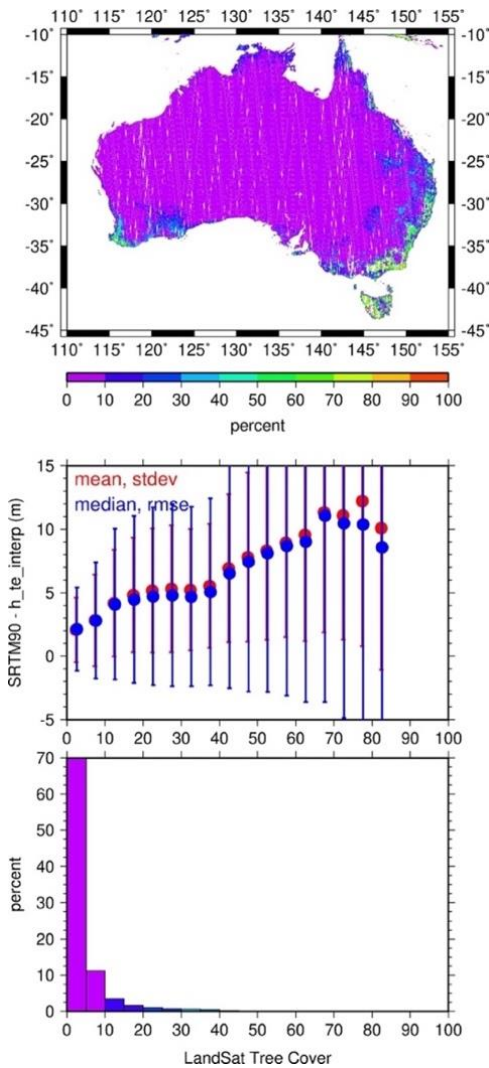 110˚ 115˚ 120˚ 125˚ 130˚ 135˚ 140˚ 145˚ 150˚ 155˚
-10˚ -10˚
-15˚ -15˚
-20˚ -20˚
-25˚ -25˚
-30˚ -30˚
-35˚ -35˚
-40˚ -40˚
-45˚ -45˚
110˚ 115˚ 120˚ 125˚ 130˚ 135˚ 140˚ 145˚ 150˚ 155˚
0 10 20 30 40 50 60 70 80 90 100
percent
mean, stdev
median, rmse
SRTM90 - h_te_interp (m)
15
10
5
0
-5
0 10 20 30 40 50 60 70 80 90 100
percent
70
60
50
40
30
20
10
0
0 10 20 30 40 50 60 70 80 90 100
LandSat Tree Cover